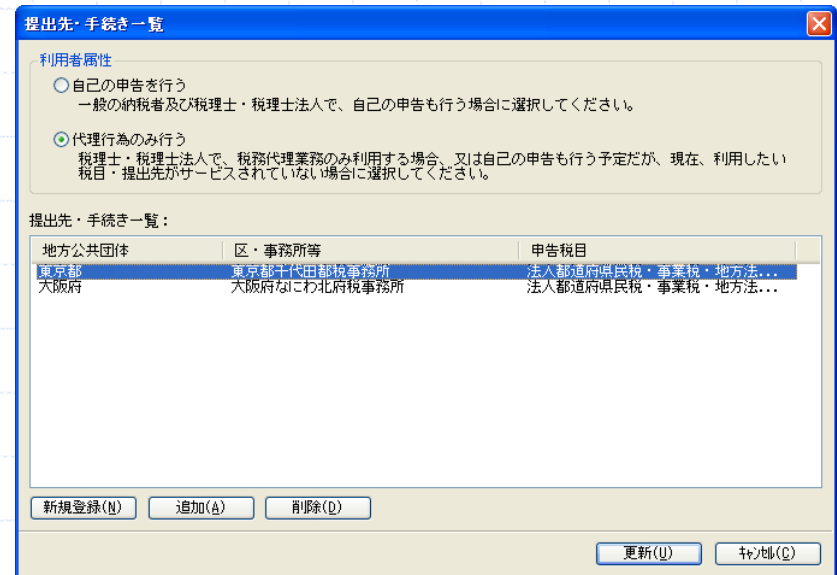 提出先・手続き一覧
利用者属性
自己の申告を行う
一般の納税者及び税理士・税理士法人で、自己の申告も行う場合に選択してください。
代理行為のみ行う
税理士・税理士法人で、税務代理業務のみ利用する場合、又は自己の申告も行う予定だが、現在、利用したい
税目・提出先がサービスされていない場合に選択してください。
提出先・手続き一覧：
地方公共団体 区・事務所等 申告税目
東京都 東京都千代田都税事務所 法人都道府県民税・事業税・地方法...
大阪府 大阪府なにわ北府税事務所 法人都道府県民税・事業税・地方法...
新規登録(N) 追加(A) 削除(D)
更新(U) ｷｬﾝｾﾙ(C)